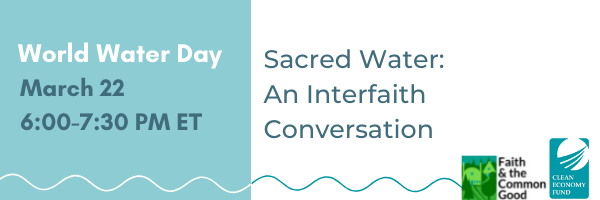 World Water Day
March 22
6:00-7:30 PM ET
Sacred Water:
An Interfaith
Conversation
Faith
& the
Common
Good
CLEAN
ECONOMY
FUND